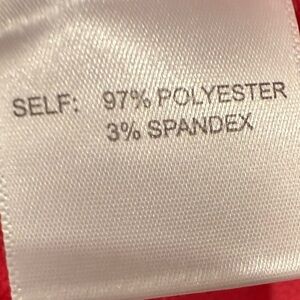 SELF: 97% POLYESTER
3% SPANDEX